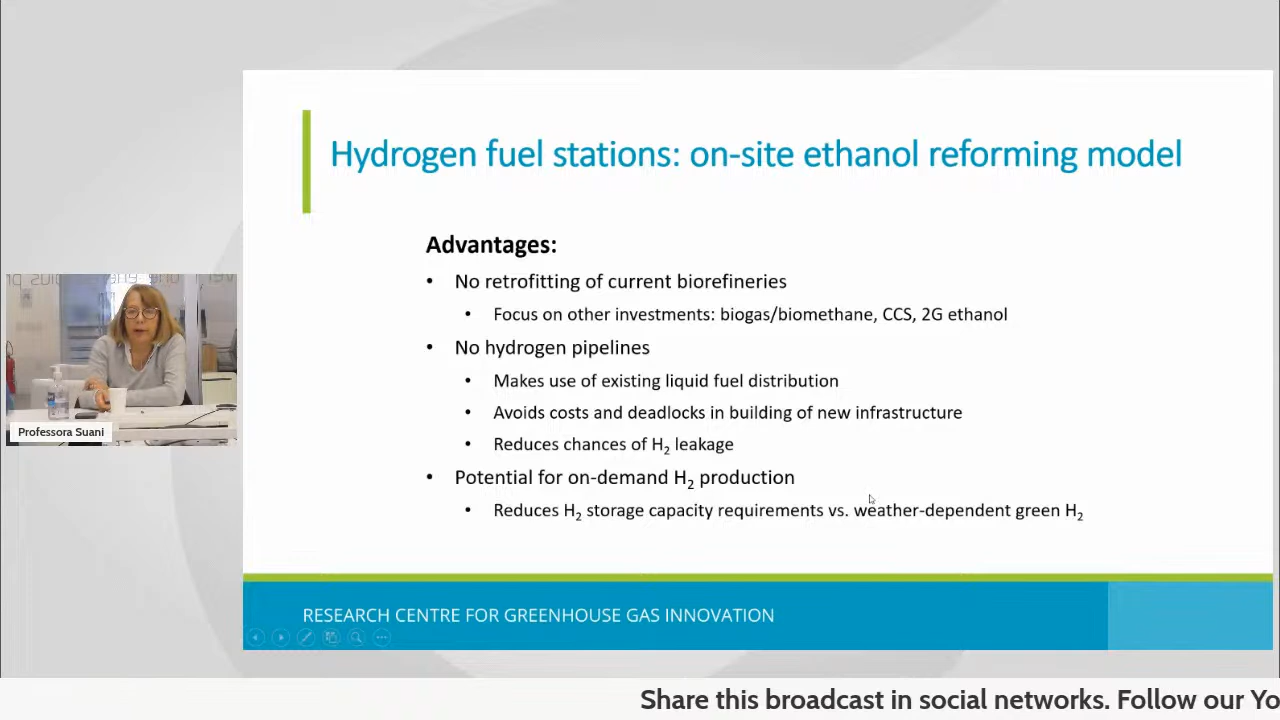 Hydrogen fuel stations: on-site ethanol reforming model
Advantages:
• No retrofitting of current biorefineries
• Focus on other investments: biogas/biomethane, CCS, 2G ethanol
• No hydrogen pipelines
• Makes use of existing liquid fuel distribution
• Avoids costs and deadlocks in building of new infrastructure
• Reduces chances of H₂ leakage
• Potential for on-demand H₂ production
• Reduces H₂ storage capacity requirements vs. weather-dependent green H₂
Professora Suani
RESEARCH CENTRE FOR GREENHOUSE GAS INNOVATION
Share this broadcast in social networks. Follow our Yo